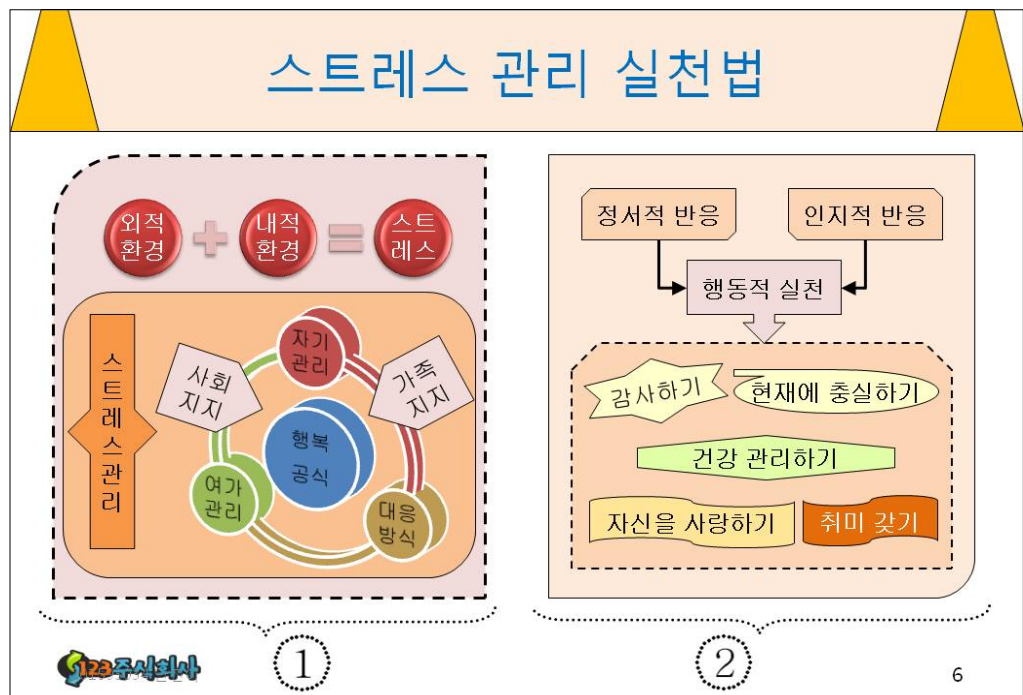 스트레스 관리 실천법
외적
환경
내적
환경
스트
레스
스트레스관리
사회
지지
자기
관리
가족
지지
행복
공식
여가
관리
대응
방식
정서적 반응
인지적 반응
행동적 실천
감사하기
현재에 충실하기
건강 관리하기
자신을 사랑하기
취미 갖기
①
②
123주식회사
6